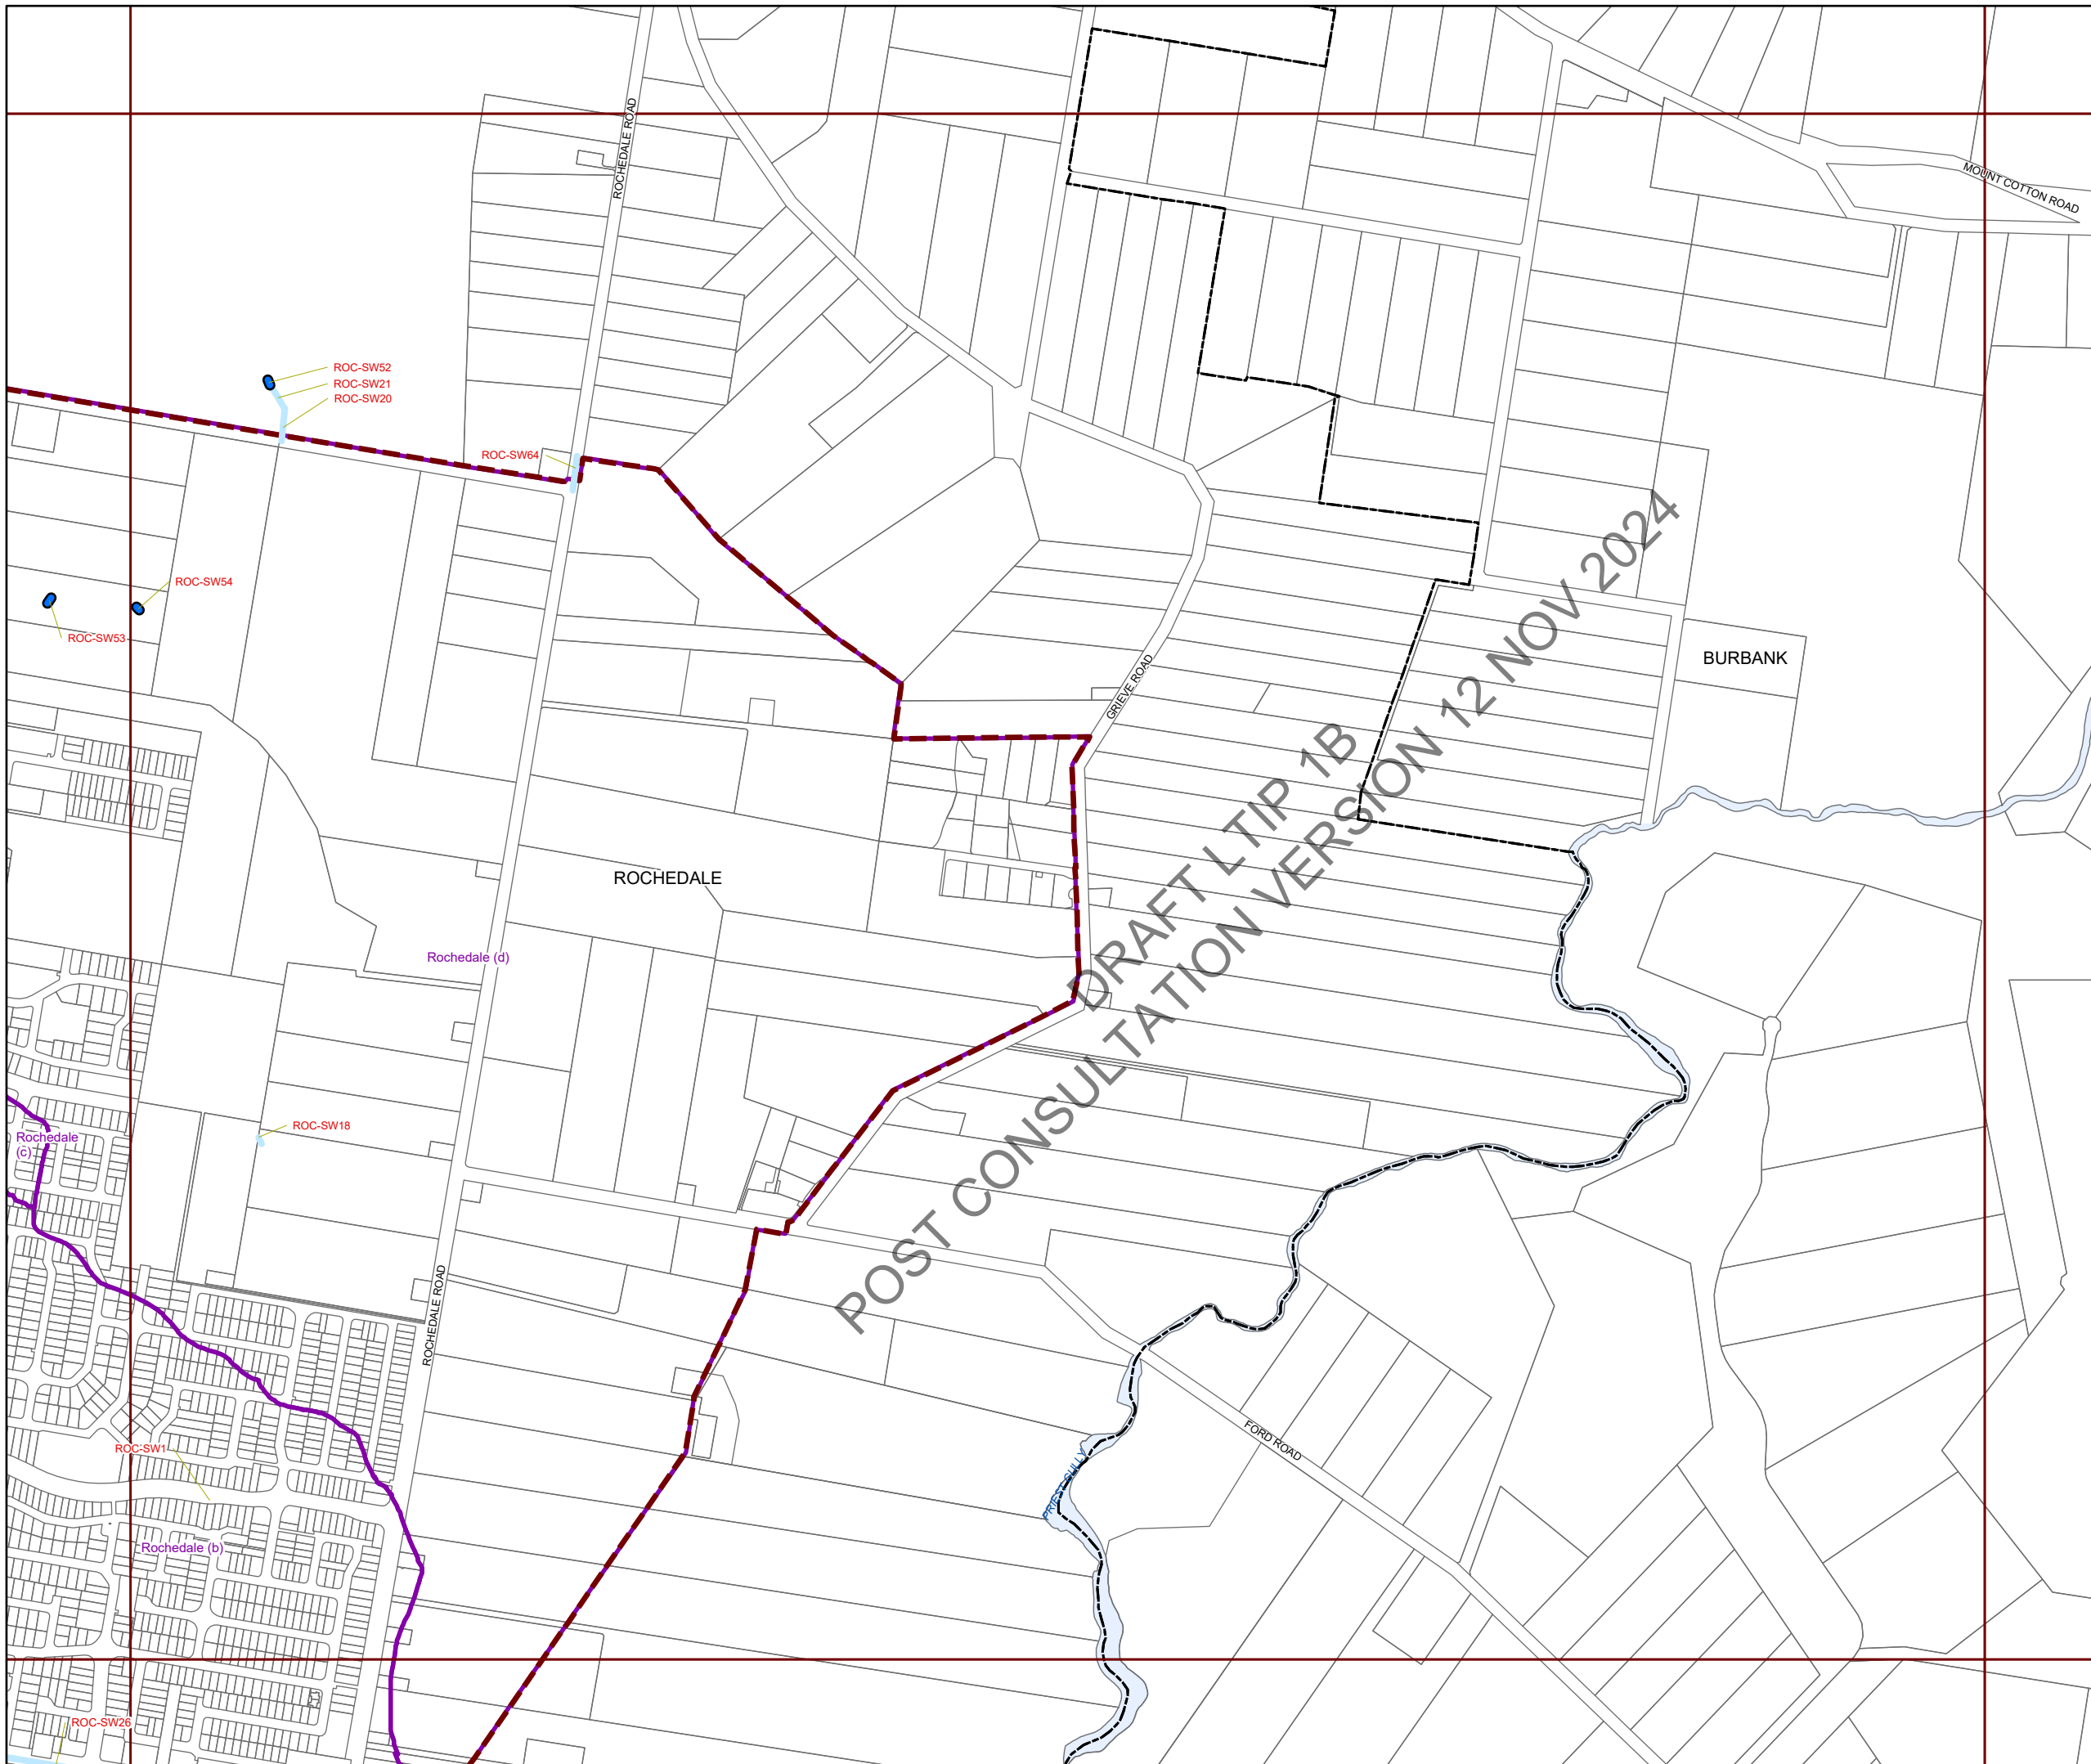 ROCHEDALE ROAD
MOUNT COTTON ROAD
ROC-SW52
ROC-SW21
ROC-SW20
ROC-SW64
ROC-SW54
ROC-SW53
BURBANK
GRIEVE ROAD
DRAFT LTIP 1B
POST CONSULTATION VERSION 12 NOV 2024
ROCHEDALE
Rochedale (d)
ROC-SW18
Rochedale
(c)
ROCHEDALE ROAD
FORD ROAD
ROC-SW1
PRIEST GULLY
Rochedale (b)
ROC-SW26